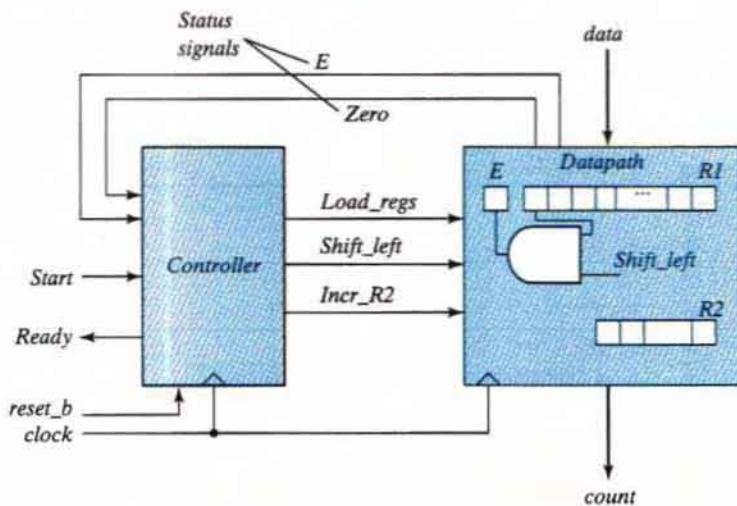 Status
signals
E
Zero
data
Datapath
E
R1
...
Load_regs
Shift_left
Incr_R2
Controller
Shift_left
R2
Start
Ready
reset_b
clock
count